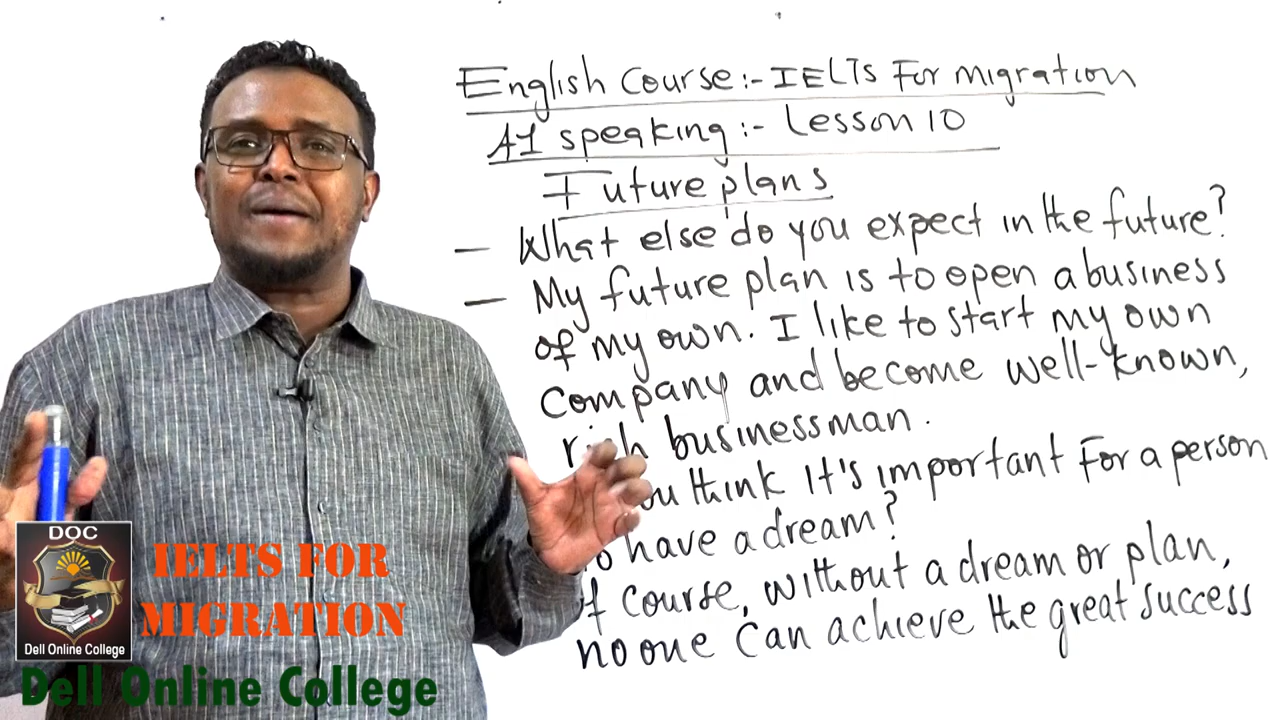 English Course:- IELTS For migration
A1 speaking:- Lesson 10
Future plans
- What else do you expect in the future?
- My future plan is to open a business
of my own. I like to start my own
company and become well-known,
rich businessman.
think It's important For a person
have a dream?
course, without a dream or plan,
no one can achieve the great success
DOC
Dell Online College
IELTS FOR
MIGRATION
Dell Online College